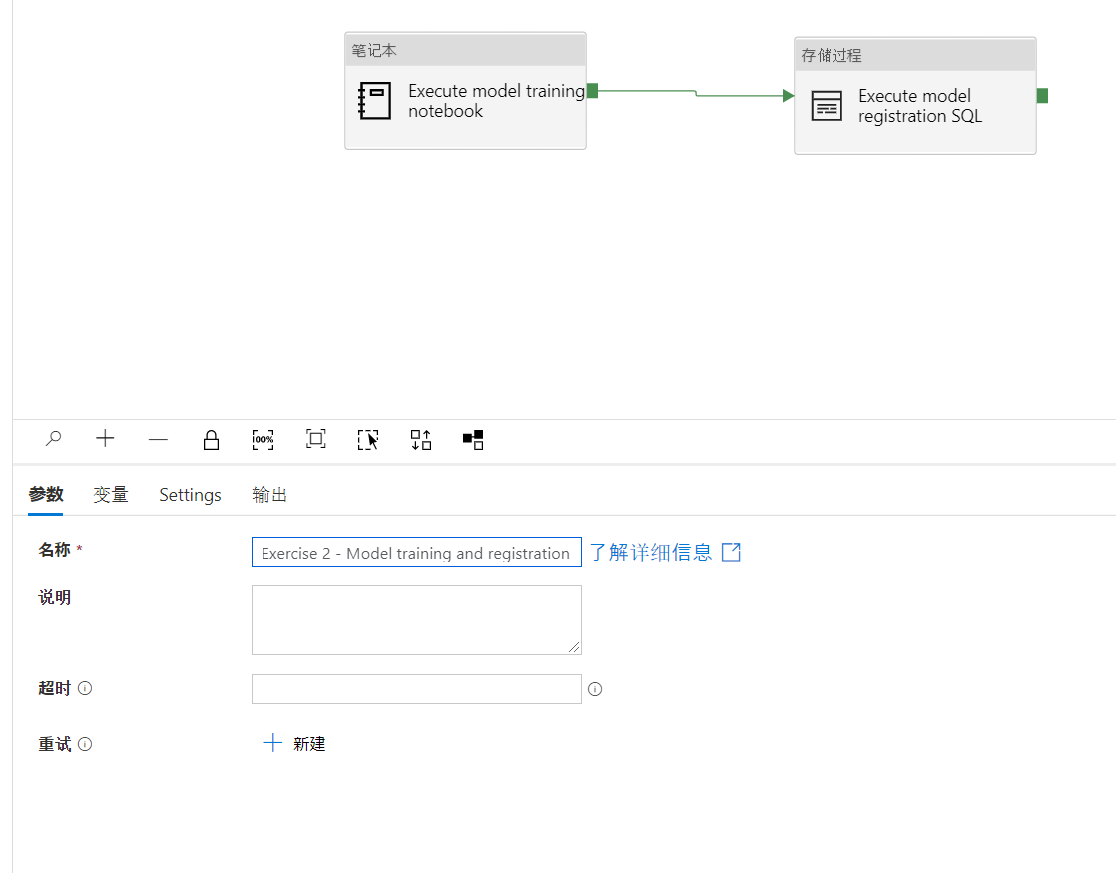 笔记本
Execute model training
notebook
存储过程
Execute model
registration SQL
100%
参数 变量 Settings 输出
名称 *
Exercise 2 - Model training and registration
了解详细信息
说明
超时
重试
新建